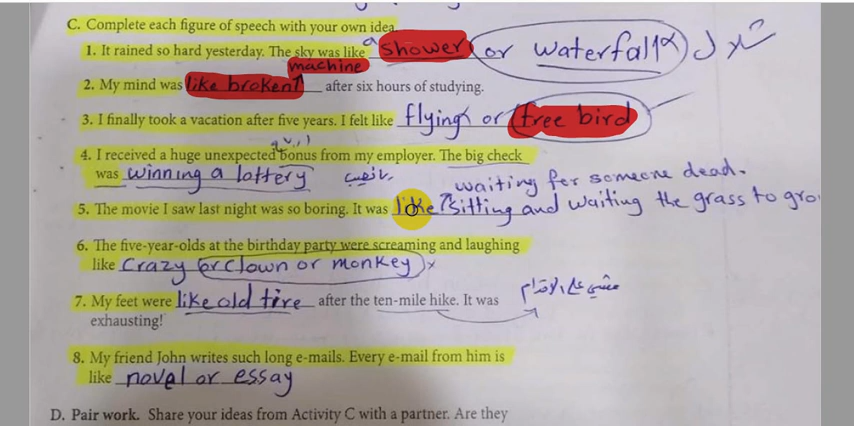 C. Complete each figure of speech with your own idea.
1. It rained so hard yesterday. The sky was like a shower or waterfall شلال
machine
2. My mind was like broken after six hours of studying.
3. I finally took a vacation after five years. I felt like flying or free bird
4. I received a huge unexpected bonus from my employer. The big check
was winning a lottery
waiting for someone dead.
5. The movie I saw last night was so boring. It was like sitting and waiting the grass to gro
6. The five-year-olds at the birthday party were screaming and laughing
like crazy or clown or monkey
7. My feet were like old tire after the ten-mile hike. It was
exhausting!
8. My friend John writes such long e-mails. Every e-mail from him is
like novel or essay
D. Pair work. Share your ideas from Activity C with a partner. Are they